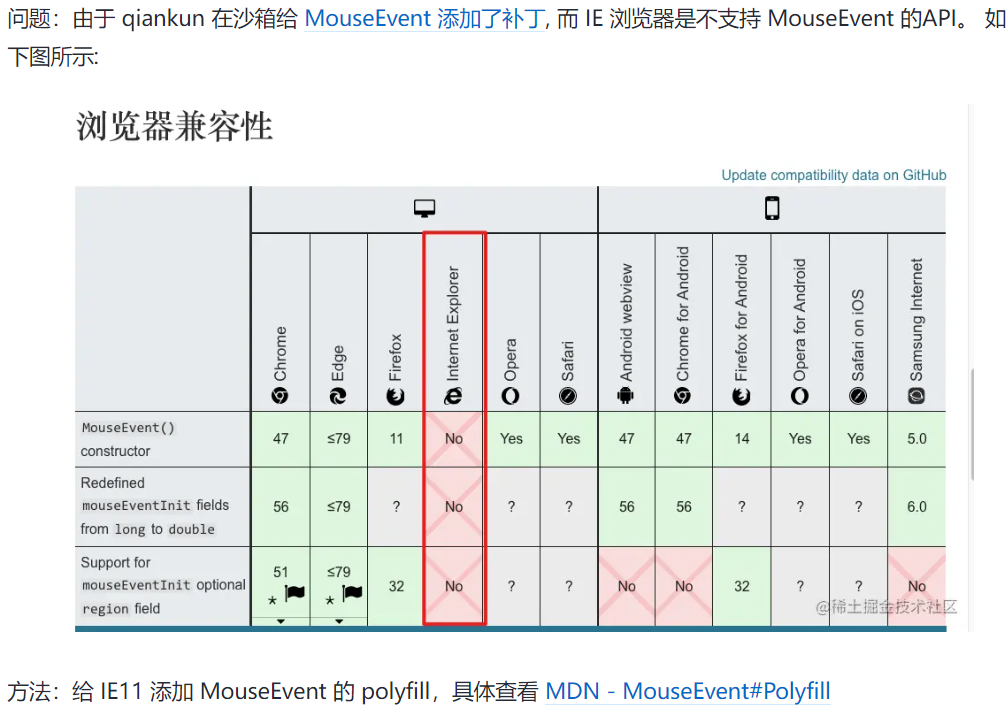 问题：由于 qiankun 在沙箱给 MouseEvent 添加了补丁, 而 IE 浏览器是不支持 MouseEvent 的API。 如
下图所示:
浏览器兼容性
Update compatibility data on GitHub
Chrome
Edge
Firefox
Internet Explorer
Opera
Safari
Android webview
Chrome for Android
Firefox for Android
Opera for Android
Safari on iOS
Samsung Internet
MouseEvent()
constructor
47 ≤79 11 No Yes Yes 47 47 14 Yes Yes 5.0
Redefined
mouseEventInit fields
from long to double
56 ≤79 ? No ? ? 56 56 ? ? ? 6.0
Support for
mouseEventInit optional
region field
51 ≤79 32 No ? ? No No 32 ? ? No
* *
@稀土掘金技术社区
方法：给 IE11 添加 MouseEvent 的 polyfill，具体查看 MDN - MouseEvent#Polyfill